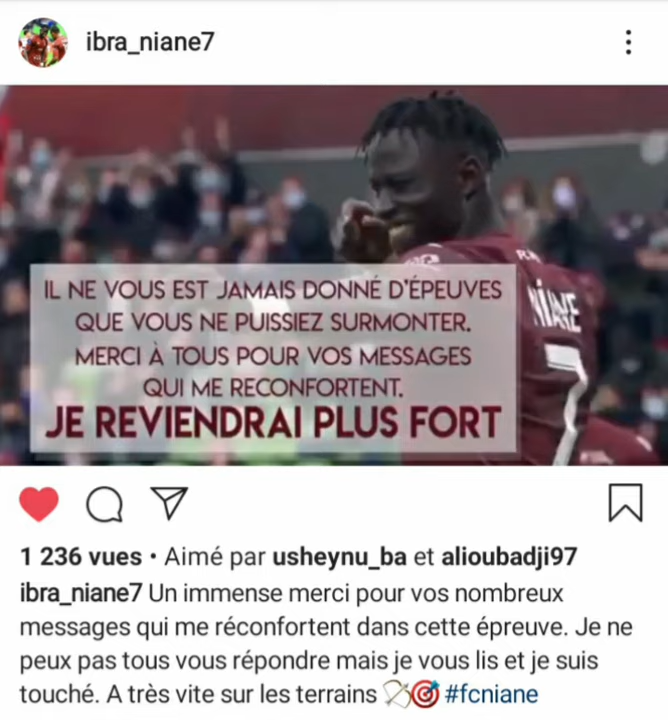 ibra_niane7
IL NE VOUS EST JAMAIS DONNÉ D'ÉPEUVES
QUE VOUS NE PUISSIEZ SURMONTER.
MERCI À TOUS POUR VOS MESSAGES
QUI ME RECONFORTENT.
JE REVIENDRAI PLUS FORT
NIANE
7
1 236 vues • Aimé par usheynu_ba et alioubadji97
ibra_niane7 Un immense merci pour vos nombreux
messages qui me réconfortent dans cette épreuve. Je ne
peux pas tous vous répondre mais je vous lis et je suis
touché. A très vite sur les terrains 🏹🎯 #fcniane